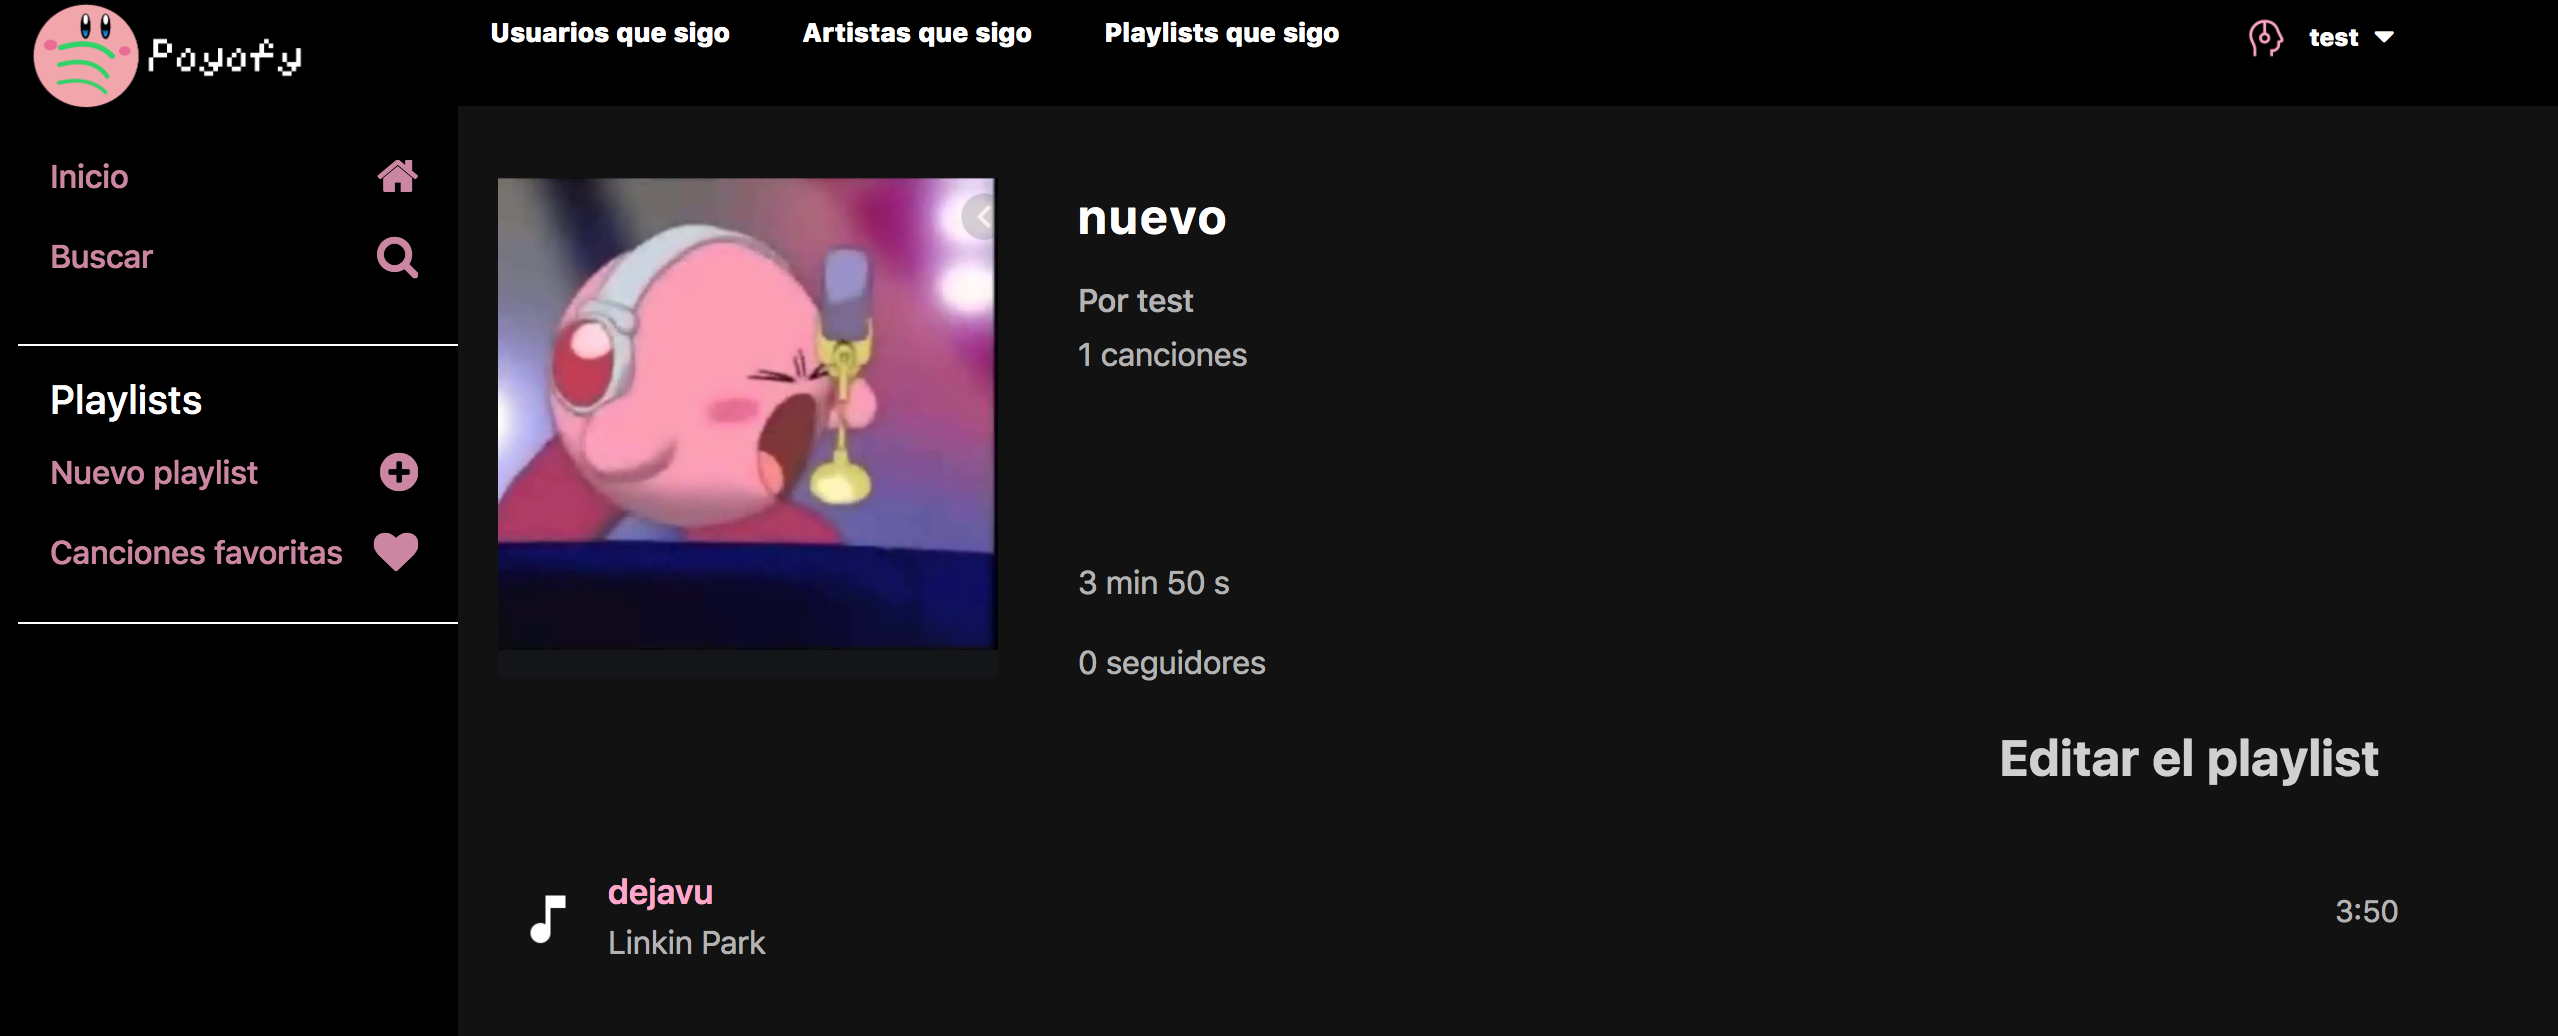 Poyofy
Usuarios que sigo
Artistas que sigo
Playlists que sigo
test
Inicio
Buscar
Playlists
Nuevo playlist
Canciones favoritas
nuevo
Por test
1 canciones
3 min 50 s
0 seguidores
Editar el playlist
dejavu
Linkin Park
3:50